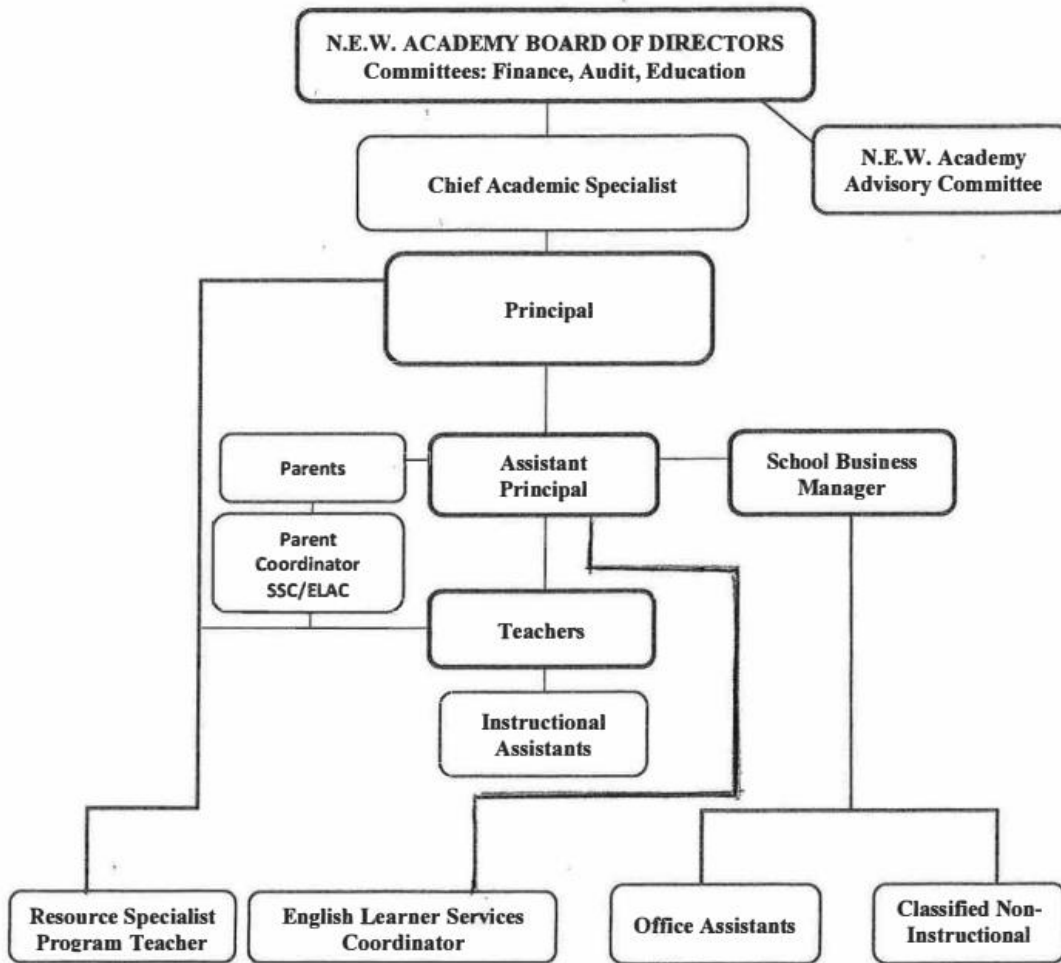 N.E.W. ACADEMY BOARD OF DIRECTORS
Committees: Finance, Audit, Education
N.E.W. Academy
Advisory Committee
Chief Academic Specialist
Principal
Parents
Assistant
Principal
School Business
Manager
Parent
Coordinator
SSC/ELAC
Teachers
Instructional
Assistants
Resource Specialist
Program Teacher
English Learner Services
Coordinator
Office Assistants
Classified Non-
Instructional